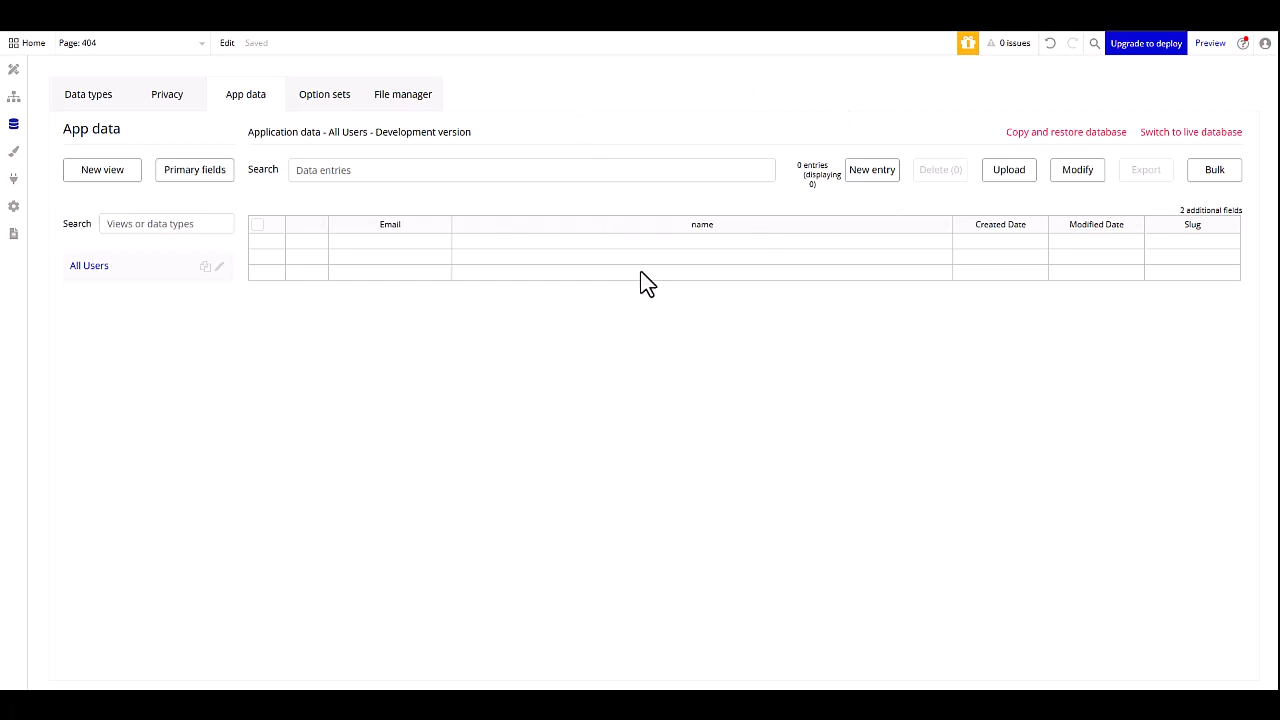 Home
Page: 404
Edit
Saved
0 issues
Upgrade to deploy
Preview
Data types
Privacy
App data
Option sets
File manager
App data
Application data - All Users - Development version
Copy and restore database
Switch to live database
New view
Primary fields
Search
Data entries
0 entries
(displaying
0)
New entry
Delete (0)
Upload
Modify
Export
Bulk
2 additional fields
Search
Views or data types
Email
name
Created Date
Modified Date
Slug
All Users